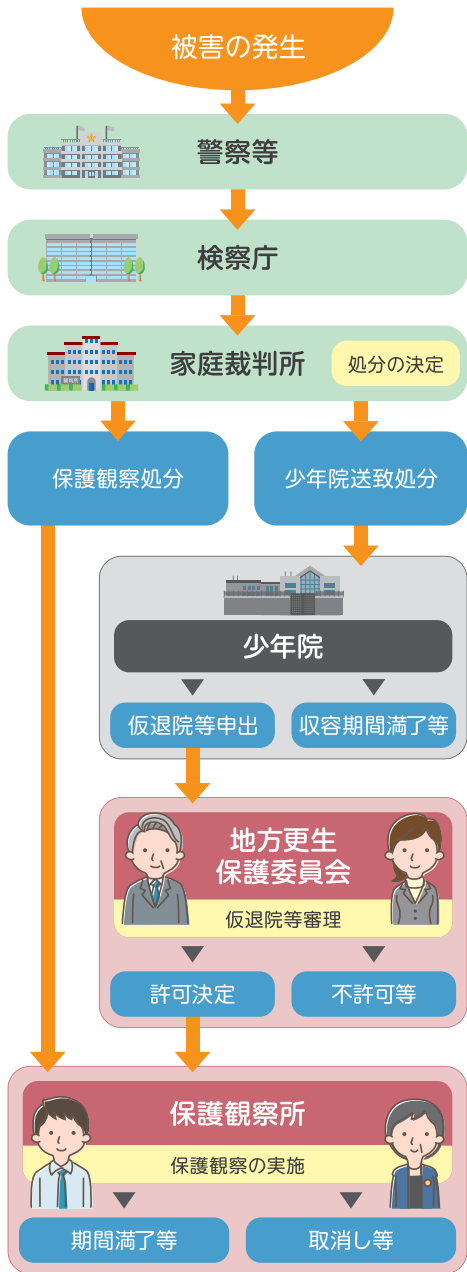 被害の発生
警察等
検察庁
家庭裁判所
処分の決定
裁判所
保護観察処分
少年院送致処分
少年院
仮退院等申出
収容期間満了等
地方更生
保護委員会
仮退院等審理
許可決定
不許可等
保護観察所
保護観察の実施
期間満了等
取消し等